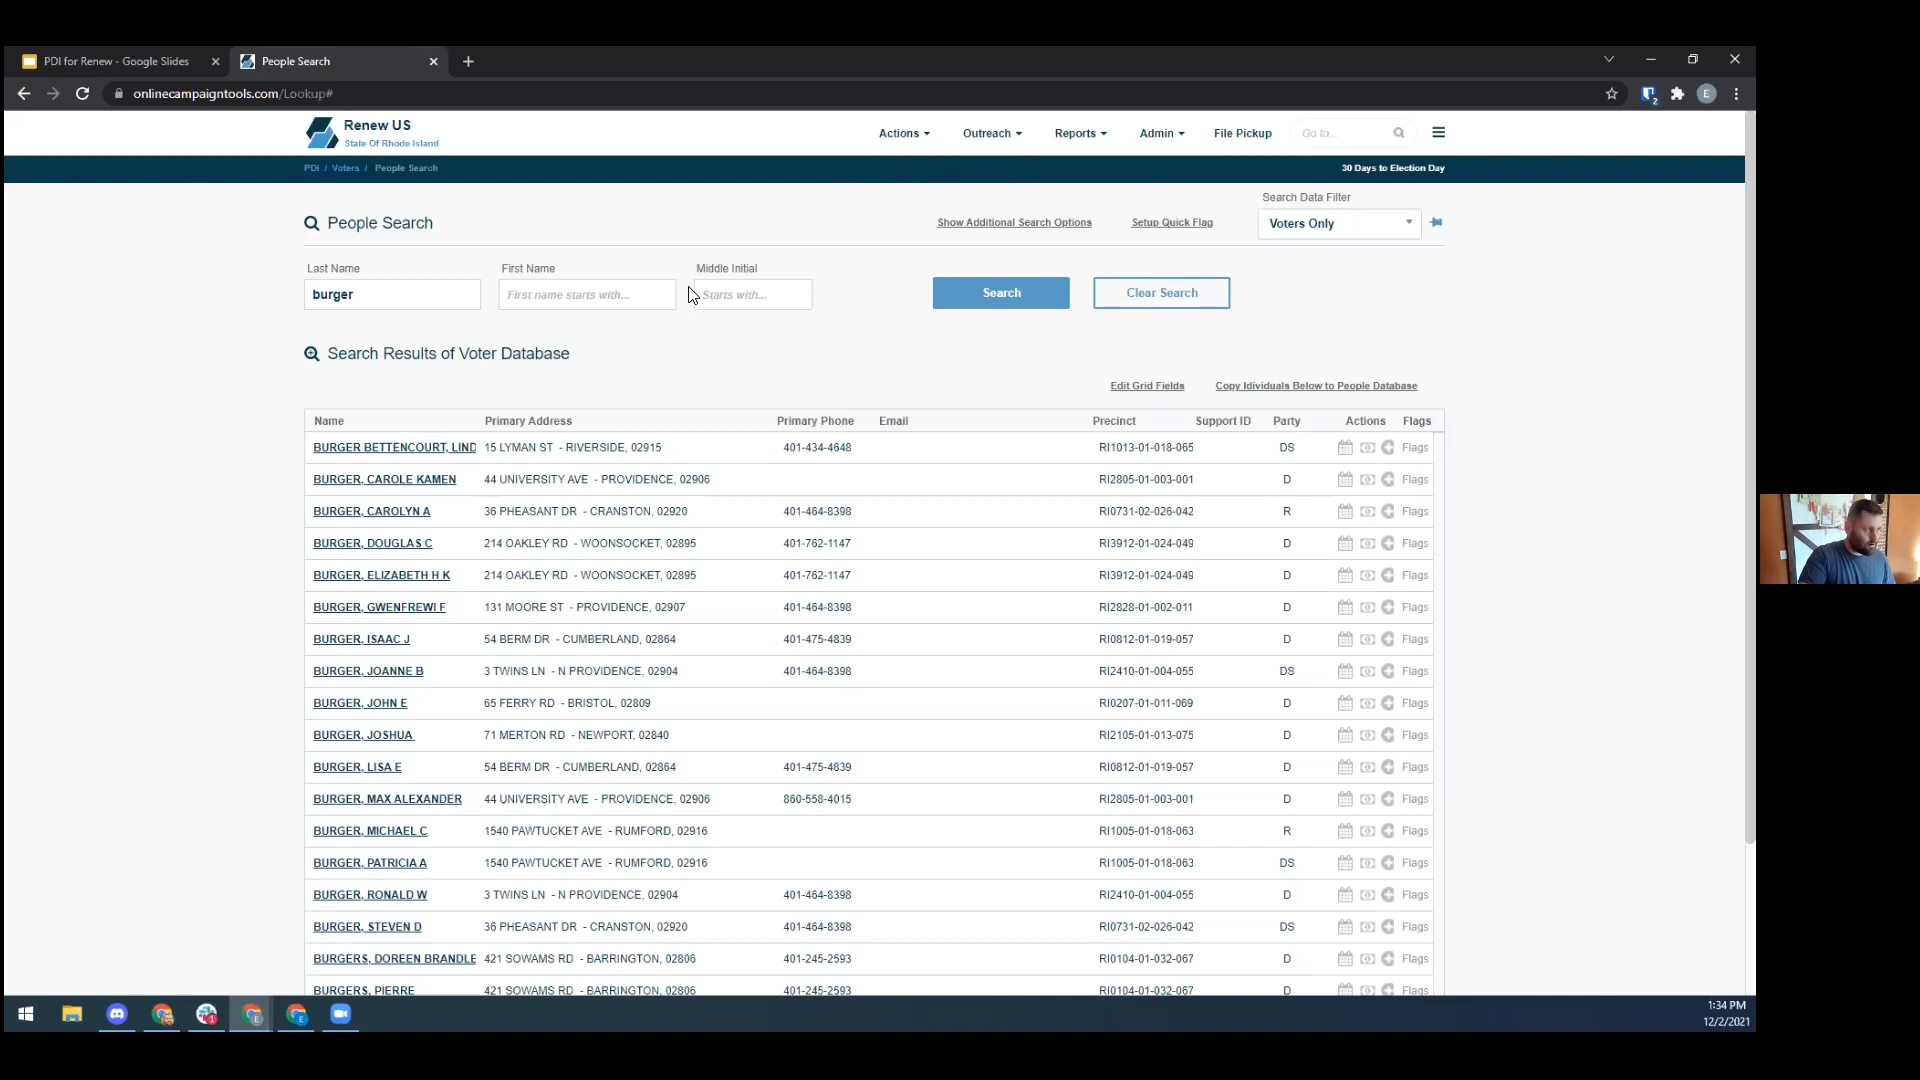 PDI for Renew - Google Slides
People Search
onlinecampaigntools.com/Lookup#
E
Renew US
State Of Rhode Island
Actions Outreach Reports Admin File Pickup Go to...
PDI / Voters / People Search
30 Days to Election Day
Search Data Filter
People Search
Show Additional Search Options
Setup Quick Flag
Voters Only
Last Name First Name Middle Initial
burger First name starts with... Starts with... Search Clear Search
Search Results of Voter Database
Edit Grid Fields Copy Idividuals Below to People Database
Name Primary Address Primary Phone Email Precinct Support ID Party Actions Flags
BURGER BETTENCOURT, LIND 15 LYMAN ST - RIVERSIDE, 02915 401-434-4648 RI1013-01-018-065 DS Flags
BURGER, CAROLE KAMEN 44 UNIVERSITY AVE - PROVIDENCE, 02906 RI2805-01-003-001 D Flags
BURGER, CAROLYN A 36 PHEASANT DR - CRANSTON, 02920 401-464-8398 RI0731-02-026-042 R Flags
BURGER, DOUGLAS C 214 OAKLEY RD - WOONSOCKET, 02895 401-762-1147 RI3912-01-024-049 D Flags
BURGER, ELIZABETH H K 214 OAKLEY RD - WOONSOCKET, 02895 401-762-1147 RI3912-01-024-049 D Flags
BURGER, GWENFREWI F 131 MOORE ST - PROVIDENCE, 02907 401-464-8398 RI2828-01-002-011 D Flags
BURGER, ISAAC J 54 BERM DR - CUMBERLAND, 02864 401-475-4839 RI0812-01-019-057 D Flags
BURGER, JOANNE B 3 TWINS LN - N PROVIDENCE, 02904 401-464-8398 RI2410-01-004-055 DS Flags
BURGER, JOHN E 65 FERRY RD - BRISTOL, 02809 RI0207-01-011-069 D Flags
BURGER, JOSHUA 71 MERTON RD - NEWPORT, 02840 RI2105-01-013-075 D Flags
BURGER, LISA E 54 BERM DR - CUMBERLAND, 02864 401-475-4839 RI0812-01-019-057 D Flags
BURGER, MAX ALEXANDER 44 UNIVERSITY AVE - PROVIDENCE, 02906 860-558-4015 RI2805-01-003-001 D Flags
BURGER, MICHAEL C 1540 PAWTUCKET AVE - RUMFORD, 02916 RI1005-01-018-063 R Flags
BURGER, PATRICIA A 1540 PAWTUCKET AVE - RUMFORD, 02916 RI1005-01-018-063 DS Flags
BURGER, RONALD W 3 TWINS LN - N PROVIDENCE, 02904 401-464-8398 RI2410-01-004-055 D Flags
BURGER, STEVEN D 36 PHEASANT DR - CRANSTON, 02920 401-464-8398 RI0731-02-026-042 DS Flags
BURGERS, DOREEN BRANDLE 421 SOWAMS RD - BARRINGTON, 02806 401-245-2593 RI0104-01-032-067 D Flags
BURGERS, PIERRE 421 SOWAMS RD - BARRINGTON, 02806 401-245-2593 RI0104-01-032-067 D Flags
1:34 PM
12/2/2021